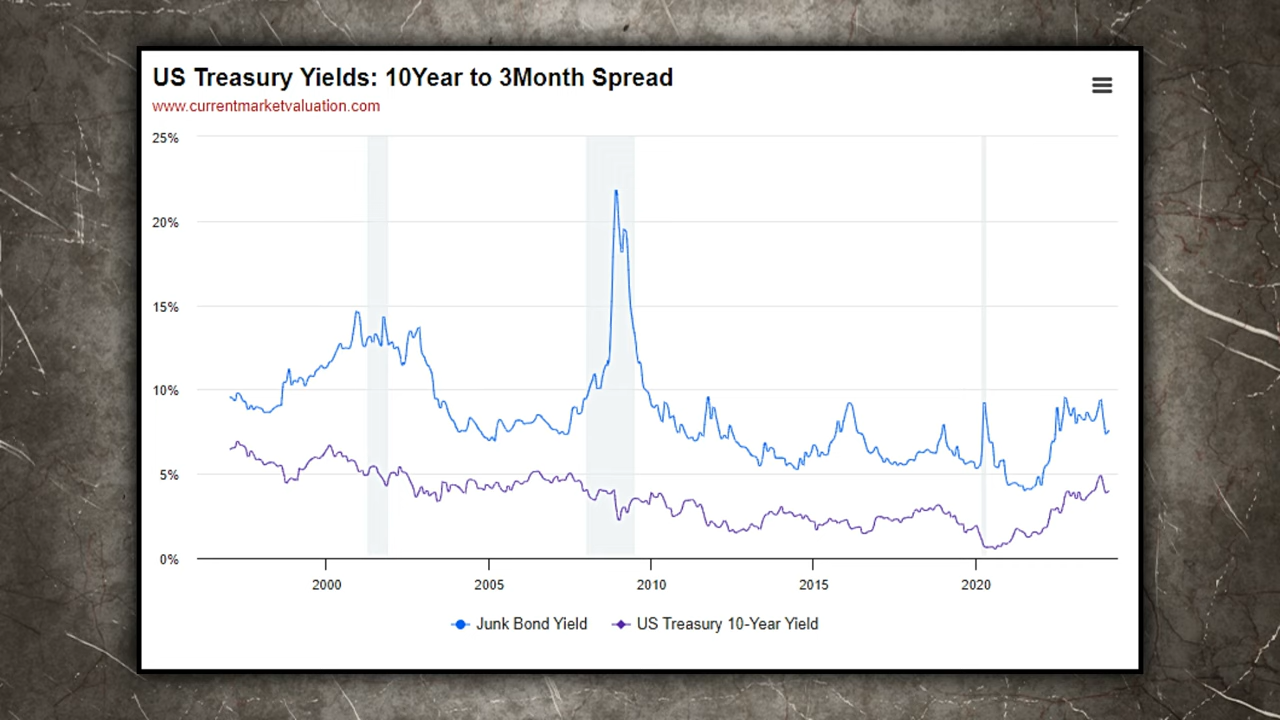 US Treasury Yields: 10Year to 3Month Spread
www.currentmarketvaluation.com
25%
20%
15%
10%
5%
0%
2000 2005 2010 2015 2020
Junk Bond Yield US Treasury 10-Year Yield